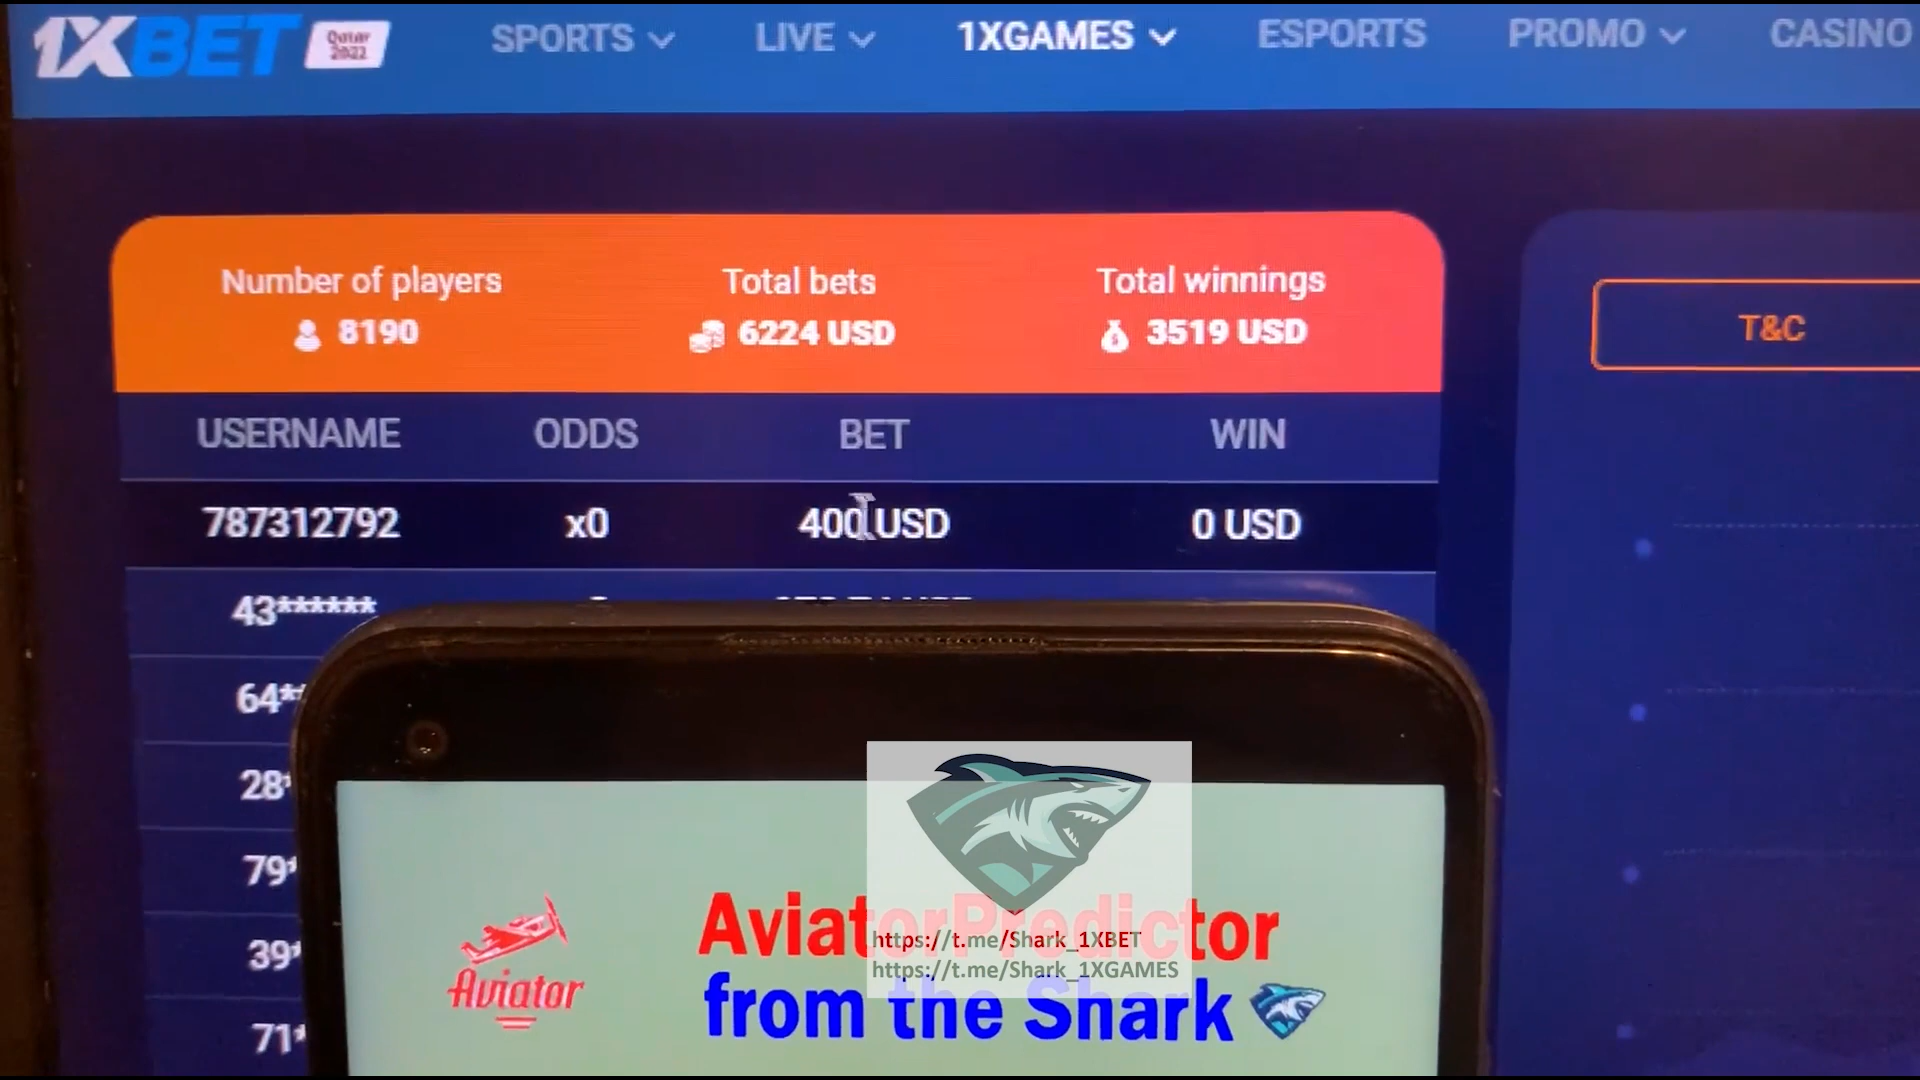 1XBET Qatar 2022 SPORTS LIVE 1XGAMES ESPORTS PROMO CASINO
Number of players Total bets Total winnings
8190 6224 USD 3519 USD
T&C
USERNAME ODDS BET WIN
787312792 x0 400 USD 0 USD
43******
64**
28*
79*
39*
71*
Aviator
AviatorPredictor
from the Shark
https://t.me/Shark_1XBET
https://t.me/Shark_1XGAMES